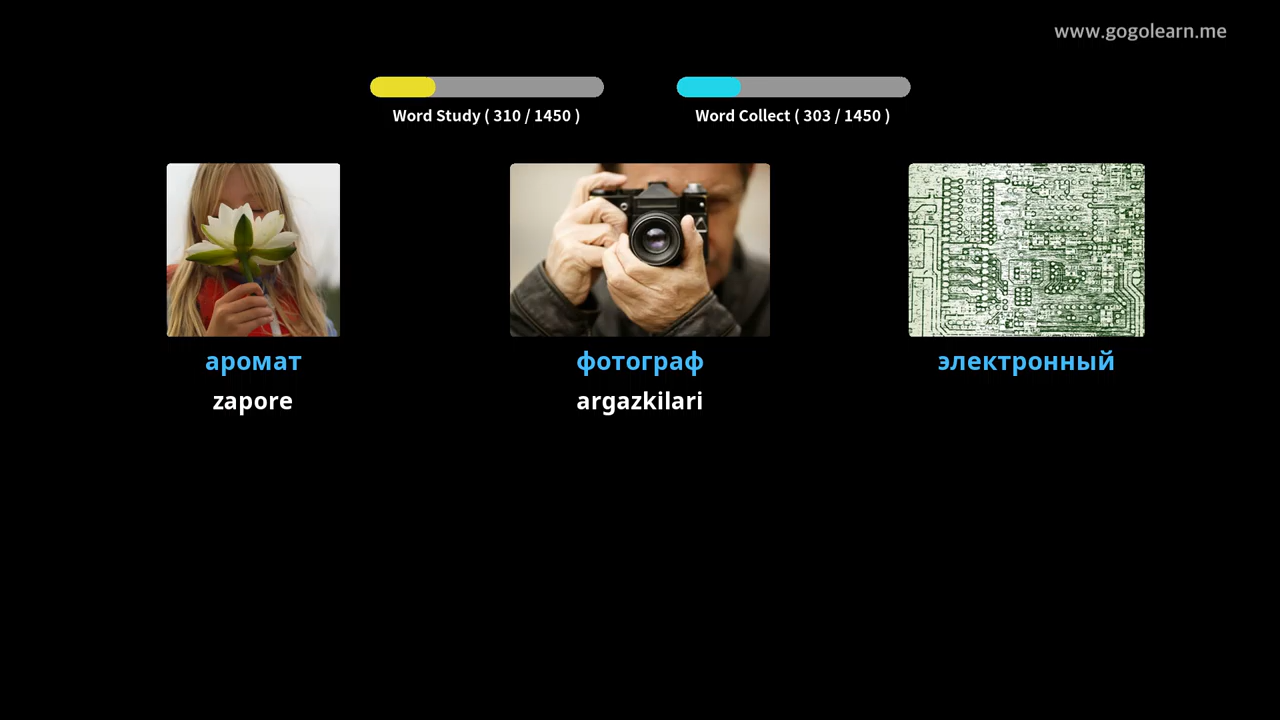 www.gogolearn.me
Word Study ( 310 / 1450 )
Word Collect ( 303 / 1450 )
аромат
фотограф
электронный
zapore
argazkilari